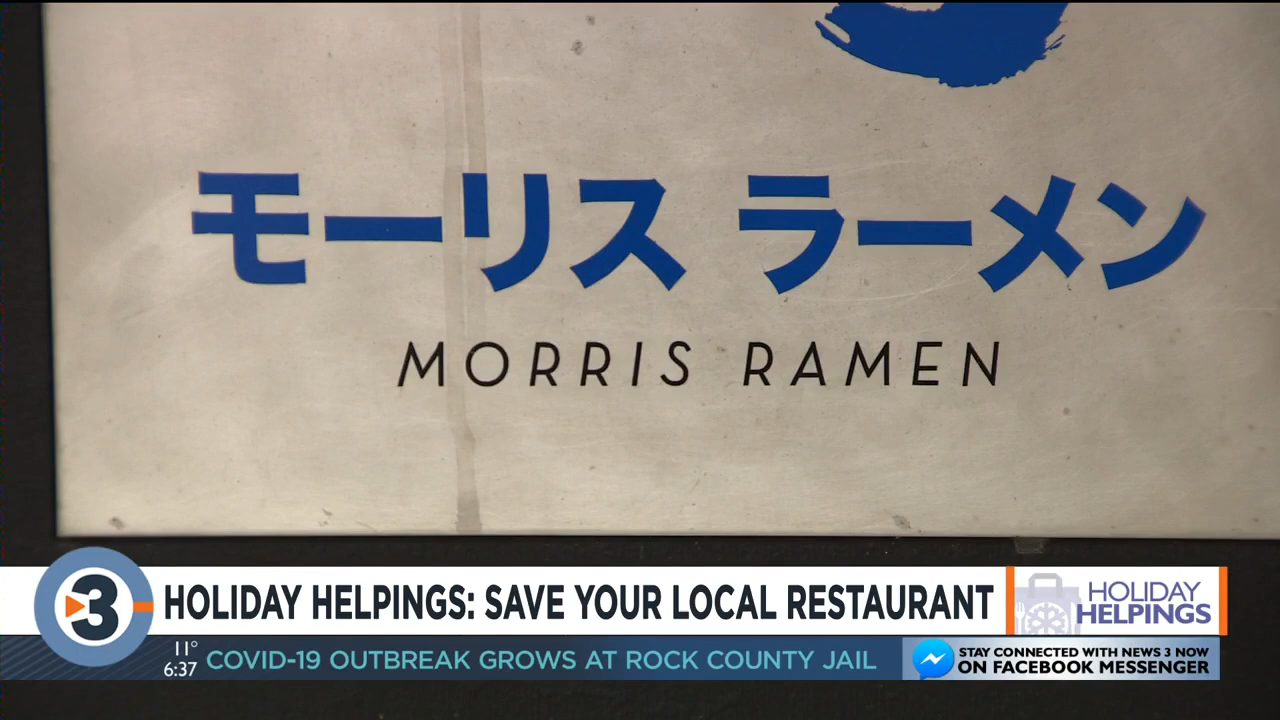 モーリス ラーメン
MORRIS RAMEN
3
HOLIDAY HELPINGS: SAVE YOUR LOCAL RESTAURANT
HOLIDAY
HELPINGS
11°
6:37
COVID-19 OUTBREAK GROWS AT ROCK COUNTY JAIL
STAY CONNECTED WITH NEWS 3 NOW
ON FACEBOOK MESSENGER